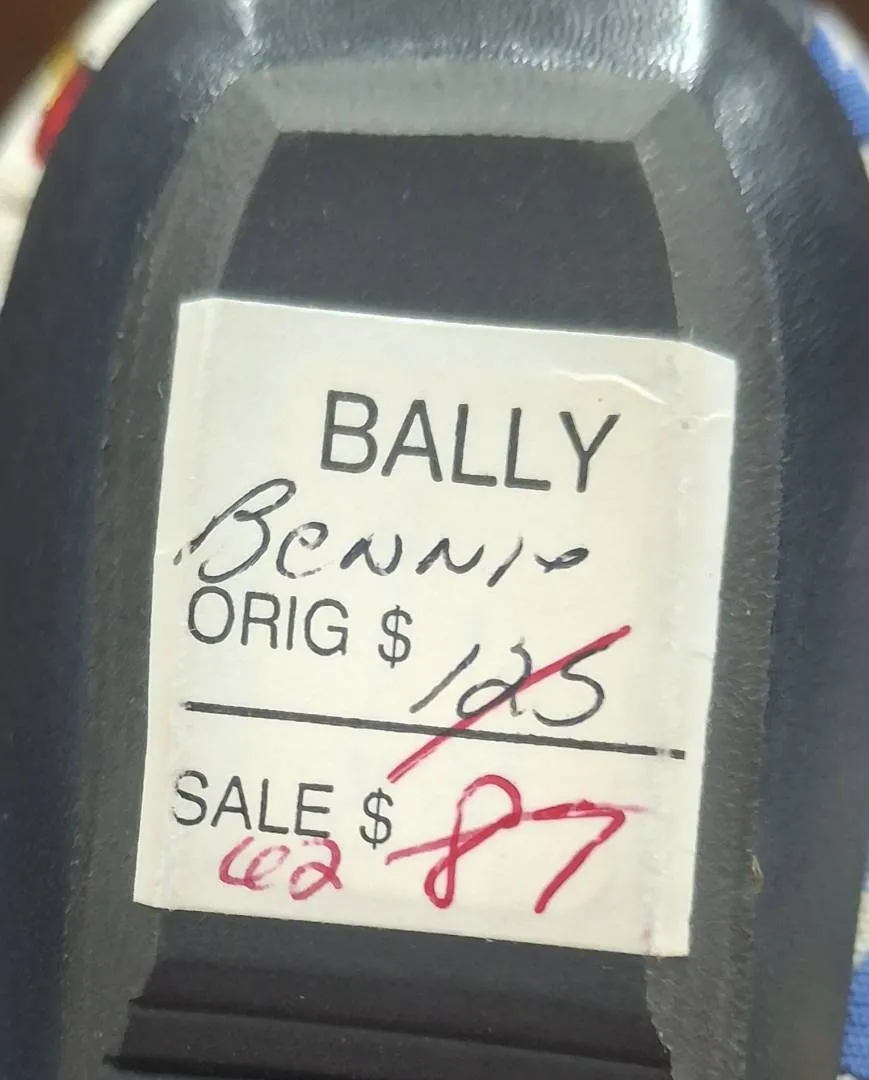 BALLY
Bennie
ORIG $ 125
SALE $ 87
62